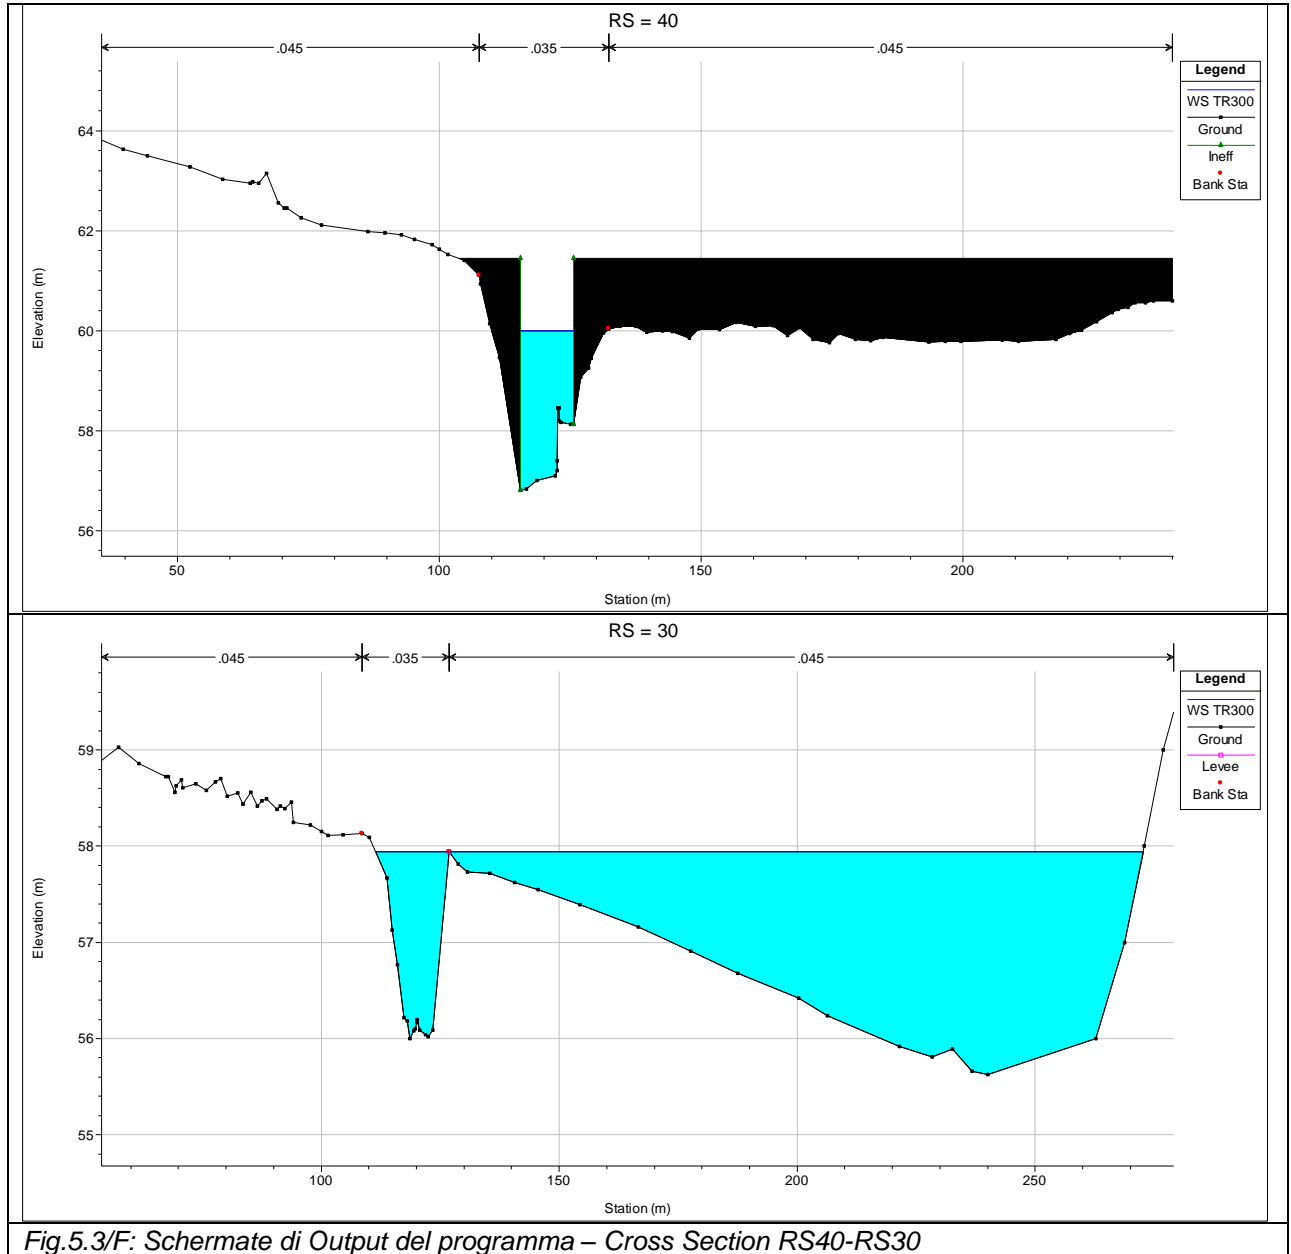 RS = 40
.045 .035 .045
Legend
WS TR300
Ground
Ineff
Bank Sta
64
62
60
58
56
Elevation (m)
50 100 150 200
Station (m)
RS = 30
.045 .035 .045
Legend
WS TR300
Ground
Levee
Bank Sta
59
58
57
56
55
Elevation (m)
100 150 200 250
Station (m)
Fig.5.3/F: Schermate di Output del programma – Cross Section RS40-RS30